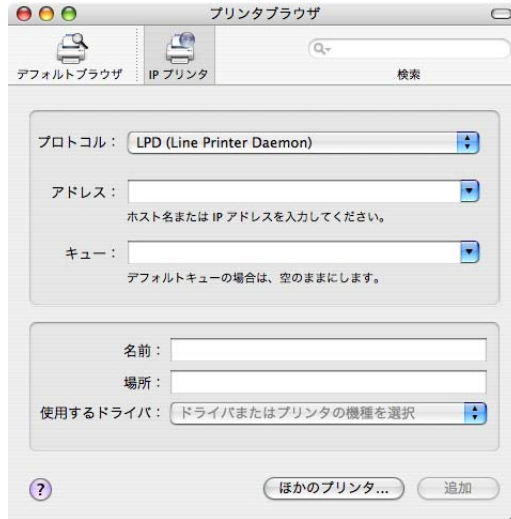 プリンタブラウザ
デフォルトブラウザ
IP プリンタ
検索
プロトコル：
LPD (Line Printer Daemon)
アドレス：
ホスト名または IP アドレスを入力してください。
キュー：
デフォルトキューの場合は、空のままにします。
名前：
場所：
使用するドライバ：
ドライバまたはプリンタの機種を選択
?
ほかのプリンタ...
追加